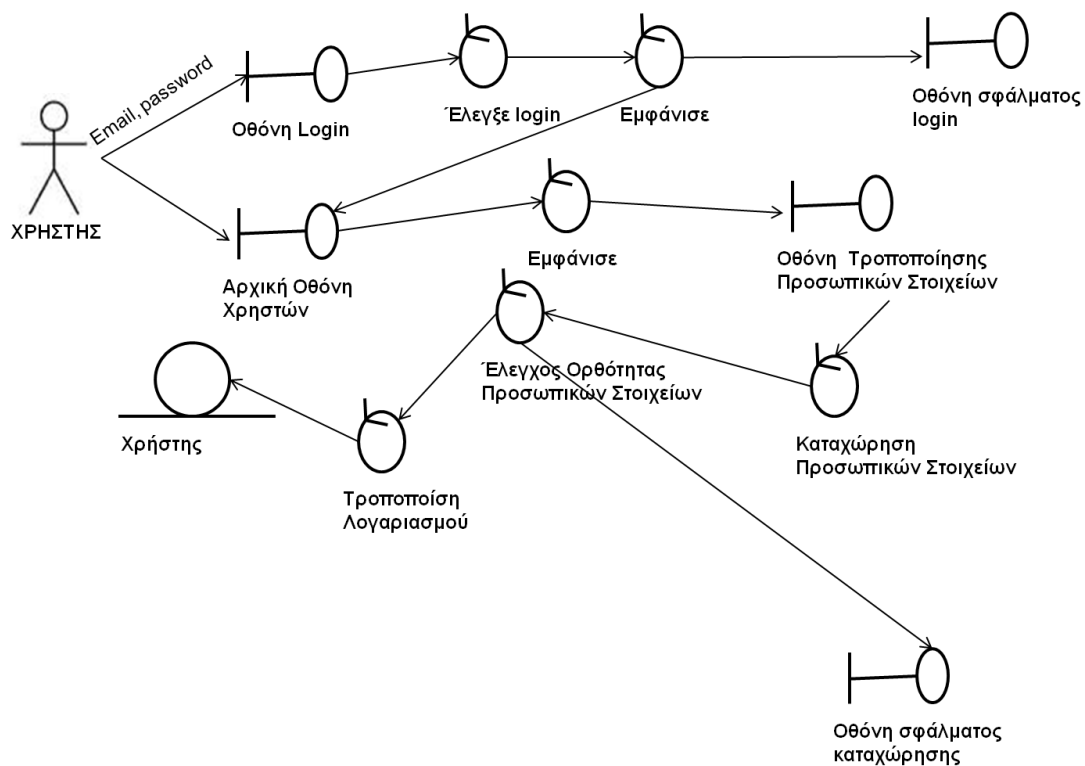 Email, password
Οθόνη Login
Έλεγξε login
Εμφάνισε
Οθόνη σφάλματος
login
ΧΡΗΣΤΗΣ
Αρχική Οθόνη
Χρηστών
Εμφάνισε
Οθόνη Τροποποίησης
Προσωπικών Στοιχείων
Έλεγχος Ορθότητας
Προσωπικών Στοιχείων
Χρήστης
Καταχώρηση
Προσωπικών Στοιχείων
Τροποποίση
Λογαριασμού
Οθόνη σφάλματος
καταχώρησης